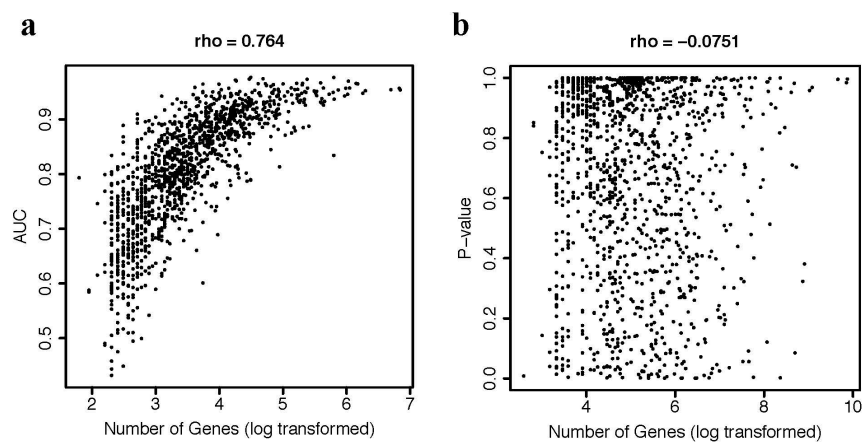 a
rho = 0.764
AUC
0.9
0.8
0.7
0.6
0.5
2 3 4 5 6 7
Number of Genes (log transformed)
b
rho = −0.0751
P−value
1.0
0.8
0.6
0.4
0.2
0.0
4 6 8 10
Number of Genes (log transformed)